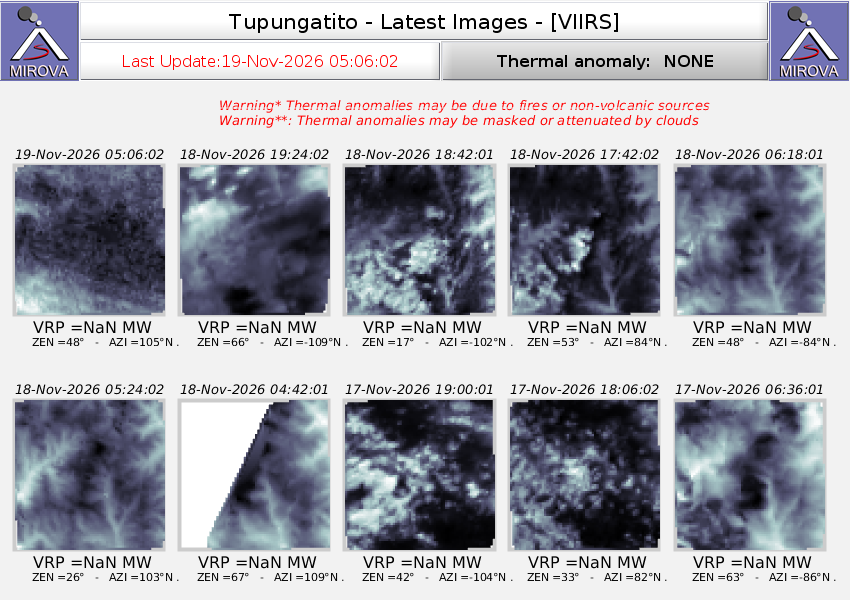 Tupungatito - Latest Images - [VIIRS]
MIROVA
Last Update:19-Nov-2026 05:06:02
Thermal anomaly: NONE
MIROVA
Warning* Thermal anomalies may be due to fires or non-volcanic sources
Warning**: Thermal anomalies may be masked or attenuated by clouds
19-Nov-2026 05:06:02
18-Nov-2026 19:24:02
18-Nov-2026 18:42:01
18-Nov-2026 17:42:02
18-Nov-2026 06:18:01
VRP =NaN MW
VRP =NaN MW
VRP =NaN MW
VRP =NaN MW
VRP =NaN MW
ZEN =48° - AZI =105°N .
ZEN =66° - AZI =-109°N .
ZEN =17° - AZI =-102°N .
ZEN =53° - AZI =84°N .
ZEN =48° - AZI =-84°N .
18-Nov-2026 05:24:02
18-Nov-2026 04:42:01
17-Nov-2026 19:00:01
17-Nov-2026 18:06:02
17-Nov-2026 06:36:01
VRP =NaN MW
VRP =NaN MW
VRP =NaN MW
VRP =NaN MW
VRP =NaN MW
ZEN =26° - AZI =103°N .
ZEN =67° - AZI =109°N .
ZEN =42° - AZI =-104°N .
ZEN =33° - AZI =82°N .
ZEN =63° - AZI =-86°N .